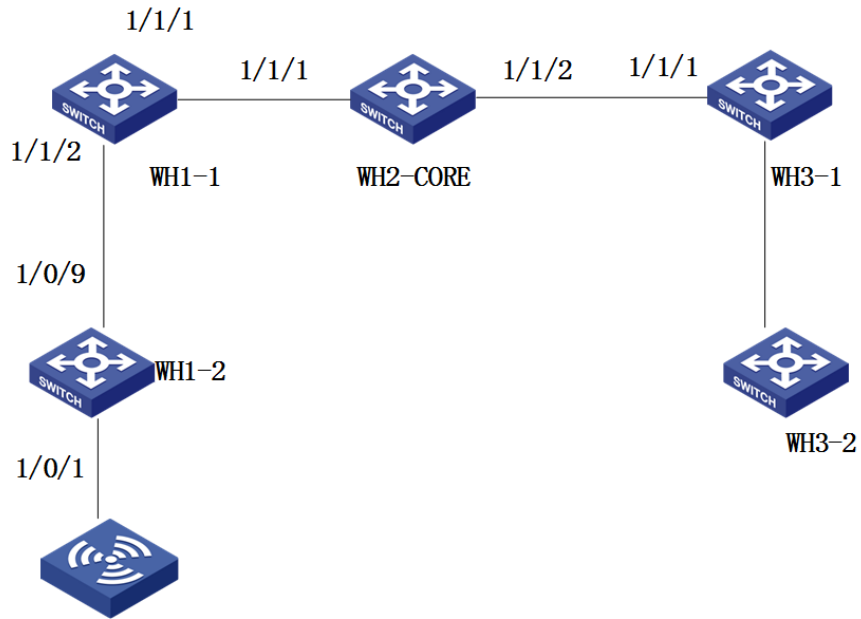 1/1/1
1/1/1
1/1/2
1/1/1
SWITCH
SWITCH
SWITCH
1/1/2
WH1-1
WH2-CORE
WH3-1
1/0/9
SWITCH
WH1-2
SWITCH
WH3-2
1/0/1